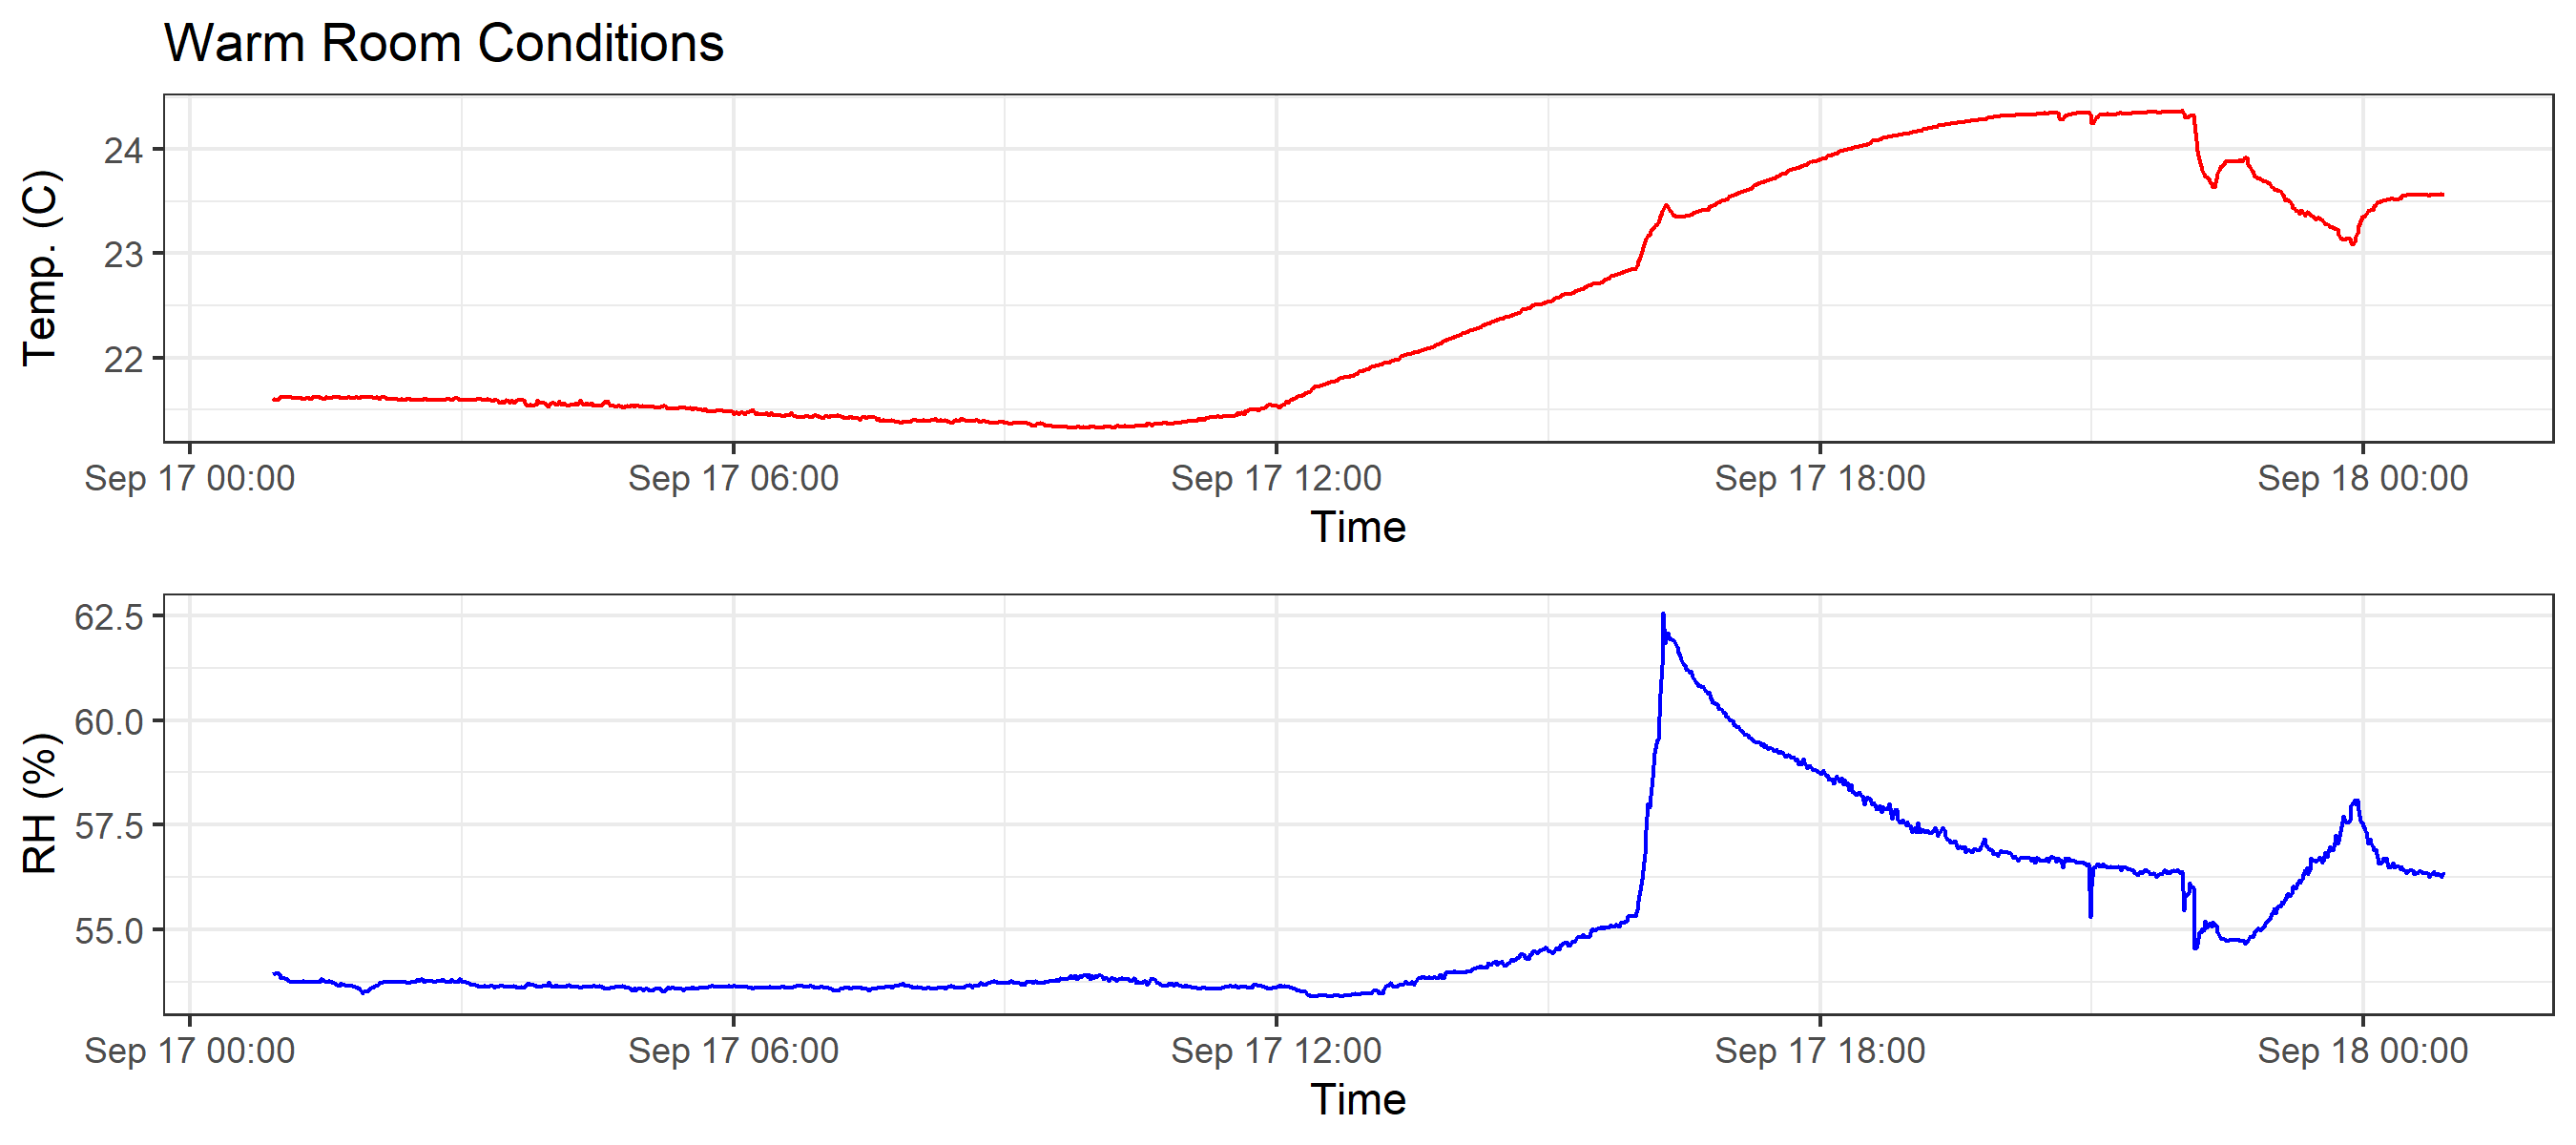 Warm Room Conditions
Temp. (C)
24
23
22
Sep 17 00:00 Sep 17 06:00 Sep 17 12:00 Sep 17 18:00 Sep 18 00:00
Time
RH (%)
62.5
60.0
57.5
55.0
Sep 17 00:00 Sep 17 06:00 Sep 17 12:00 Sep 17 18:00 Sep 18 00:00
Time